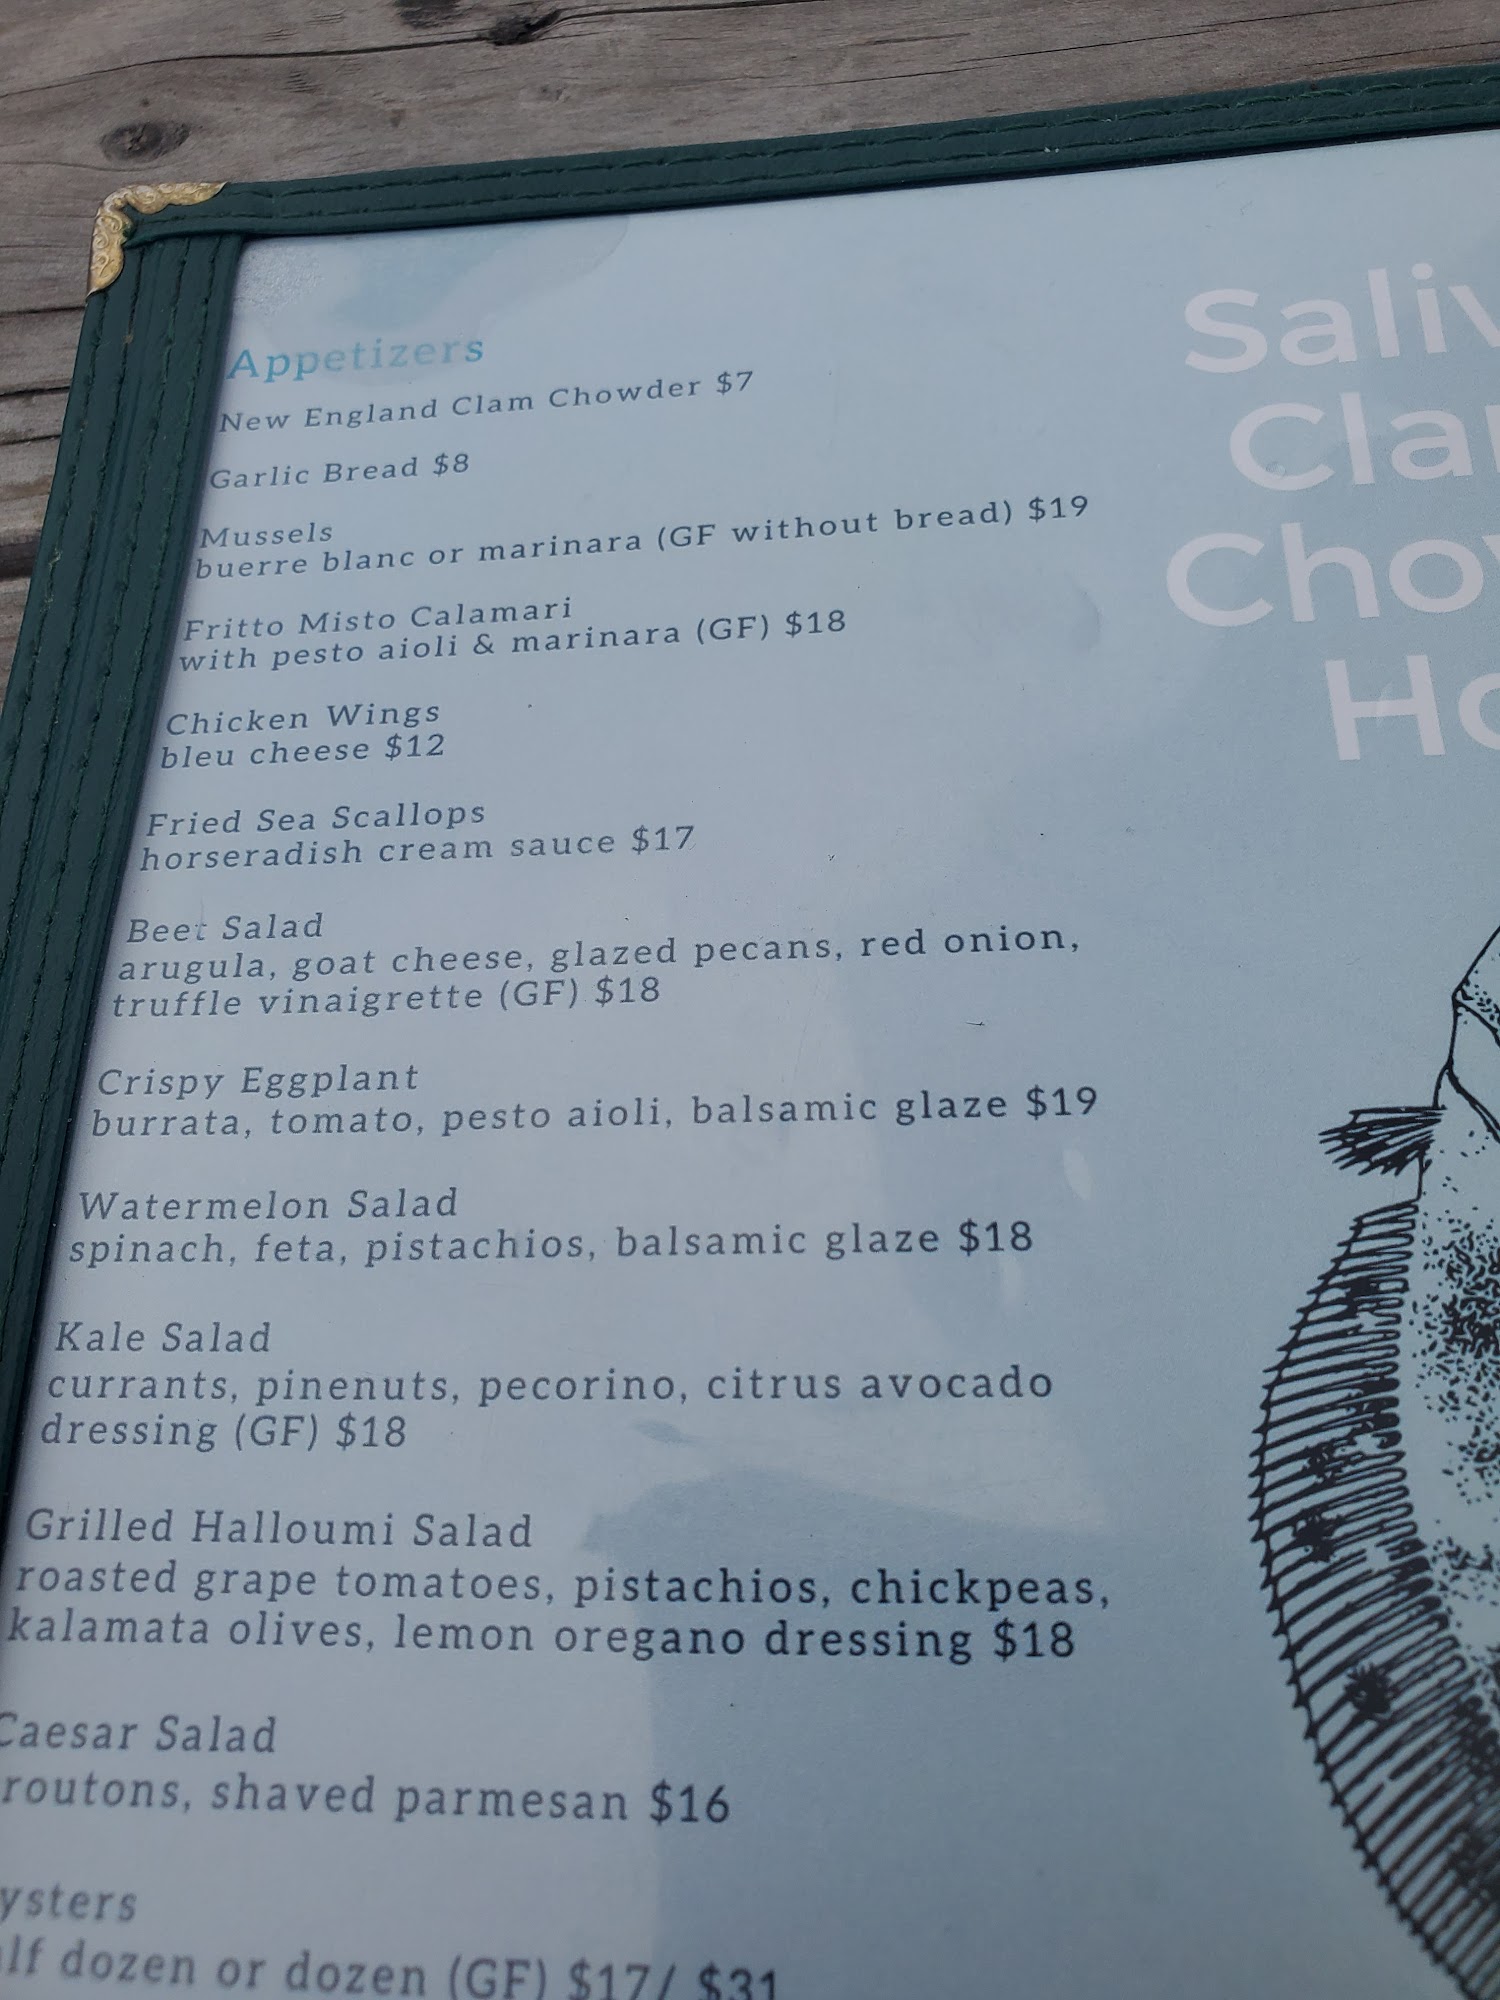 Appetizers
New England Clam Chowder $7
Garlic Bread $8
Mussels
buerre blanc or marinara (GF without bread) $19
Fritto Misto Calamari
with pesto aioli & marinara (GF) $18
Chicken Wings
bleu cheese $12
Fried Sea Scallops
horseradish cream sauce $17
Beet Salad
arugula, goat cheese, glazed pecans, red onion,
truffle vinaigrette (GF) $18
Crispy Eggplant
burrata, tomato, pesto aioli, balsamic glaze $19
Watermelon Salad
spinach, feta, pistachios, balsamic glaze $18
Kale Salad
currants, pinenuts, pecorino, citrus avocado
dressing (GF) $18
Grilled Halloumi Salad
roasted grape tomatoes, pistachios, chickpeas,
kalamata olives, lemon oregano dressing $18
Caesar Salad
routons, shaved parmesan $16
ysters
lf dozen or dozen (GF) $17/ $31
Saliv
Cla
Cho
Ho